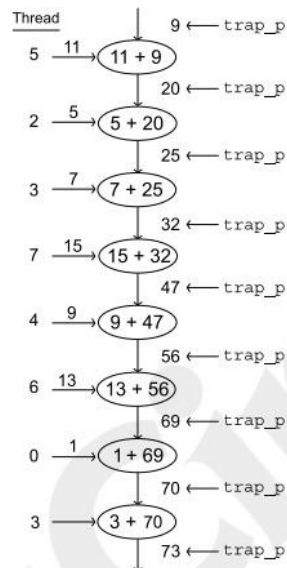 Thread
9 trap_p
5 11 11 + 9
20 trap_p
2 5 5 + 20
25 trap_p
3 7 7 + 25
32 trap_p
7 15 15 + 32
47 trap_p
4 9 9 + 47
56 trap_p
6 13 13 + 56
69 trap_p
0 1 1 + 69
70 trap_p
3 3 + 70
73 trap_p